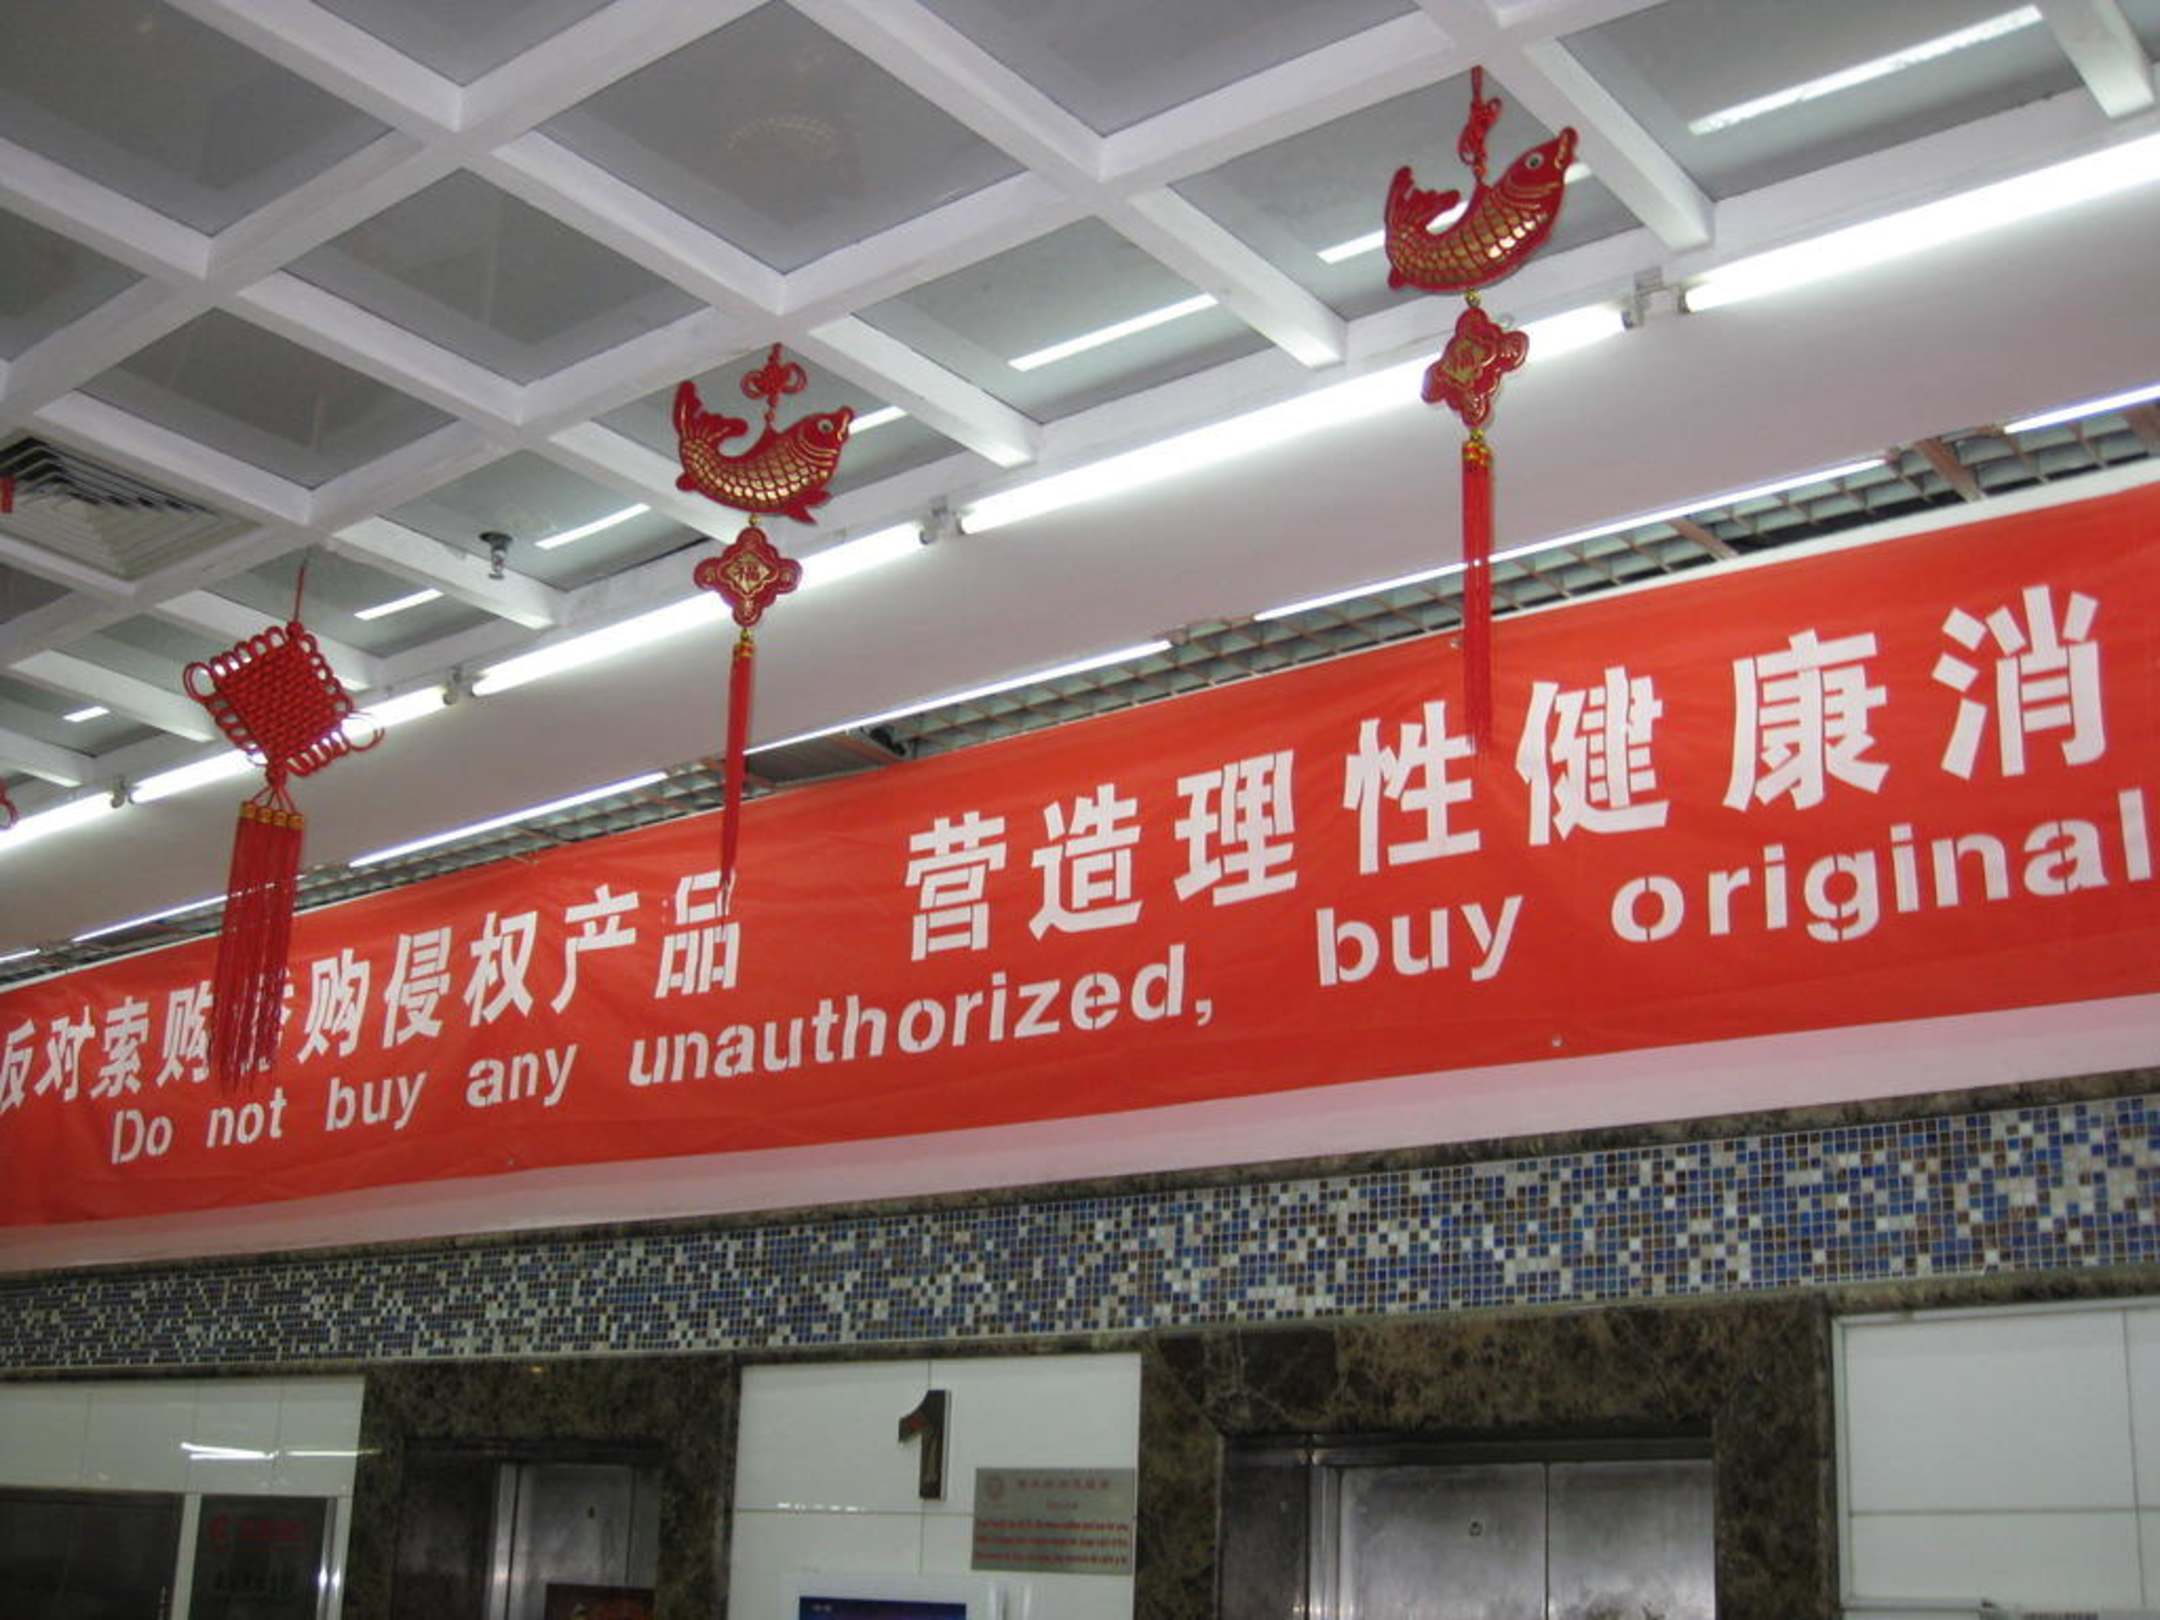 反对索购 购侵权产品 营造理性健康消
Do not buy any unauthorized, buy original
1